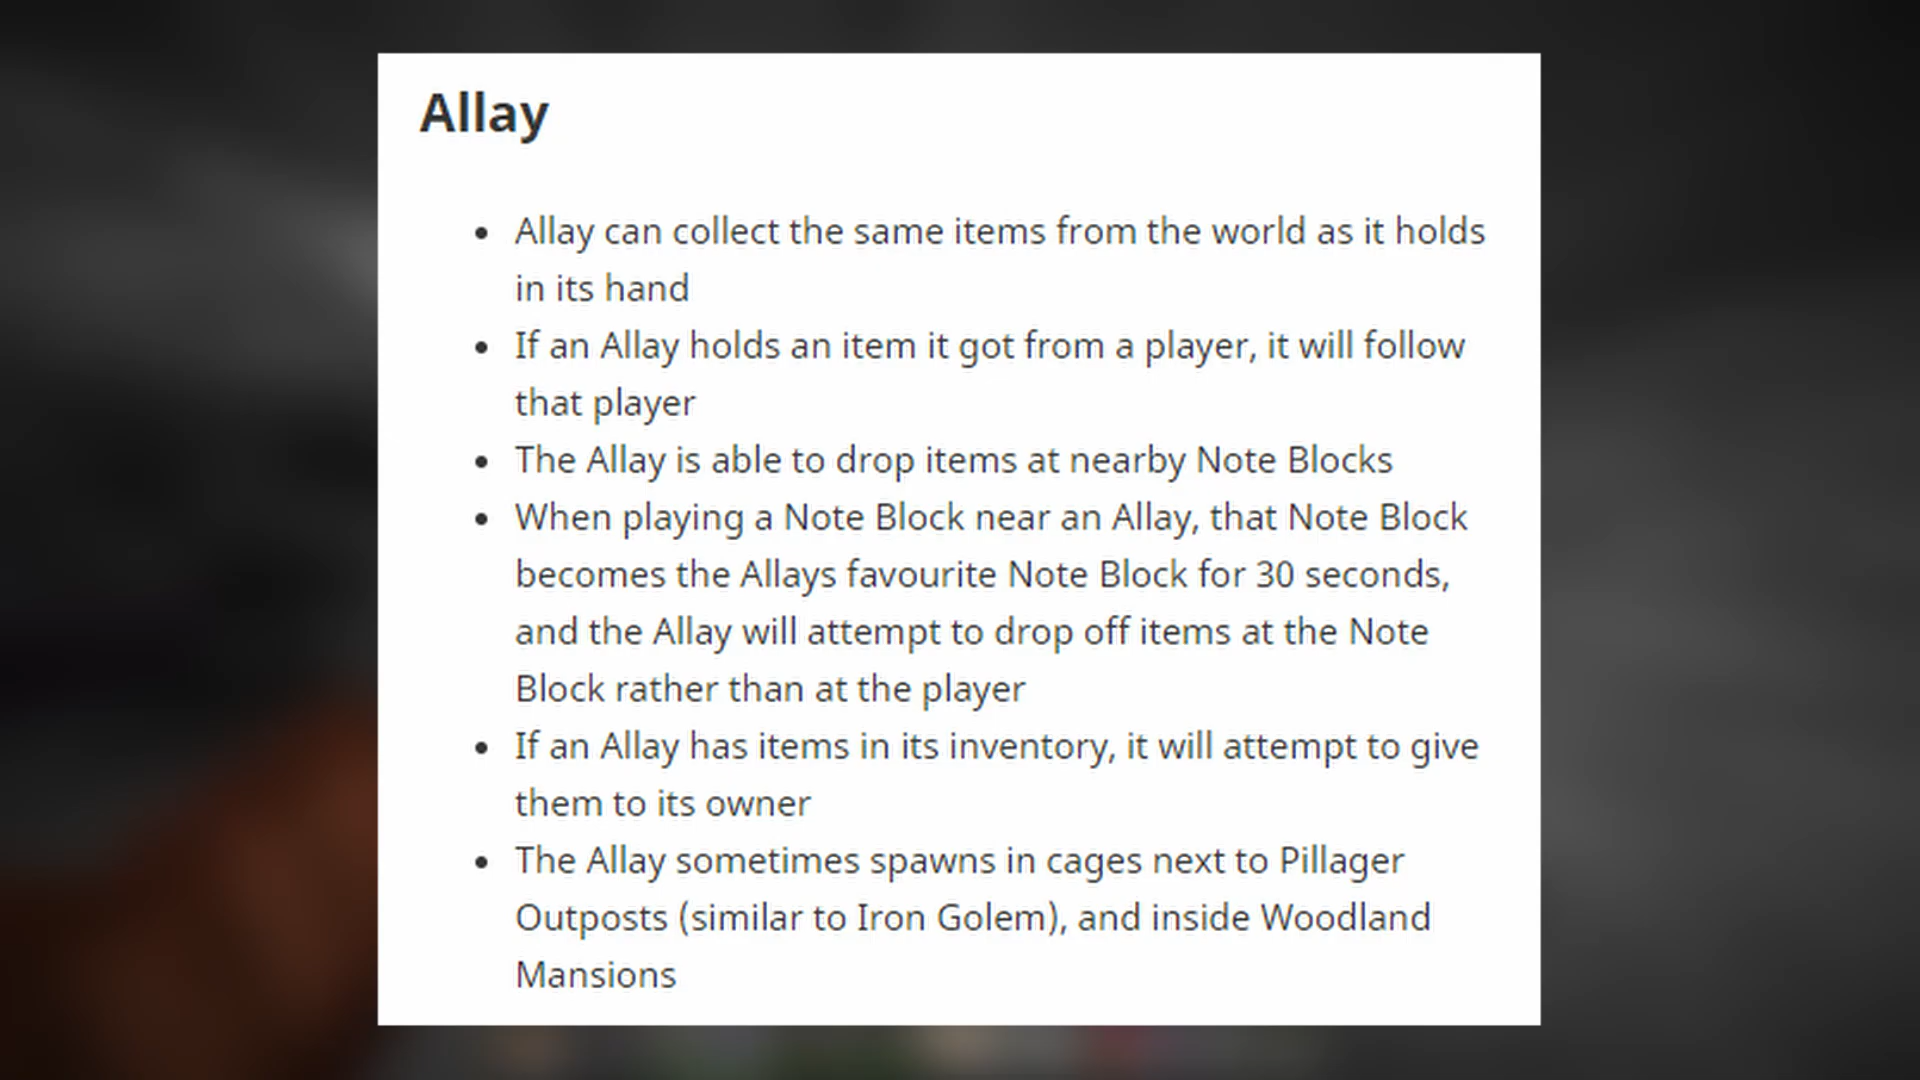 Allay
• Allay can collect the same items from the world as it holds
in its hand
• If an Allay holds an item it got from a player, it will follow
that player
• The Allay is able to drop items at nearby Note Blocks
• When playing a Note Block near an Allay, that Note Block
becomes the Allays favourite Note Block for 30 seconds,
and the Allay will attempt to drop off items at the Note
Block rather than at the player
• If an Allay has items in its inventory, it will attempt to give
them to its owner
• The Allay sometimes spawns in cages next to Pillager
Outposts (similar to Iron Golem), and inside Woodland
Mansions